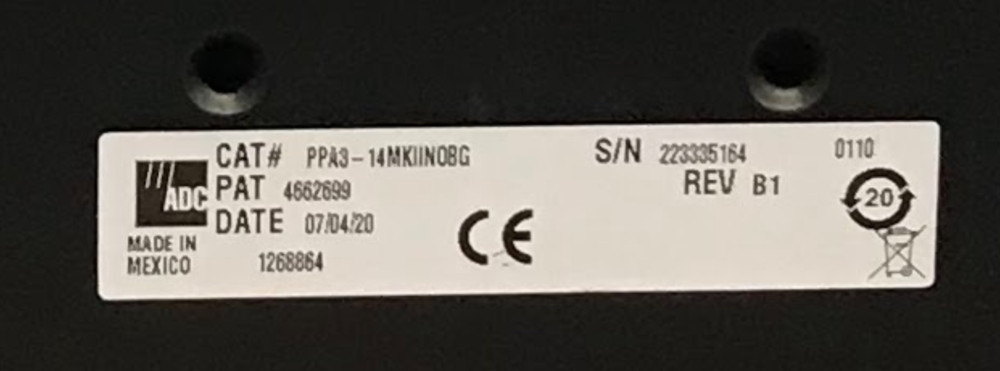 CAT# PPA3-14MKIINOBG
S/N 223335164 0110
ADC
PAT 4662699
REV B1
DATE 07/04/20
CE
20
MADE IN
MEXICO
1268864